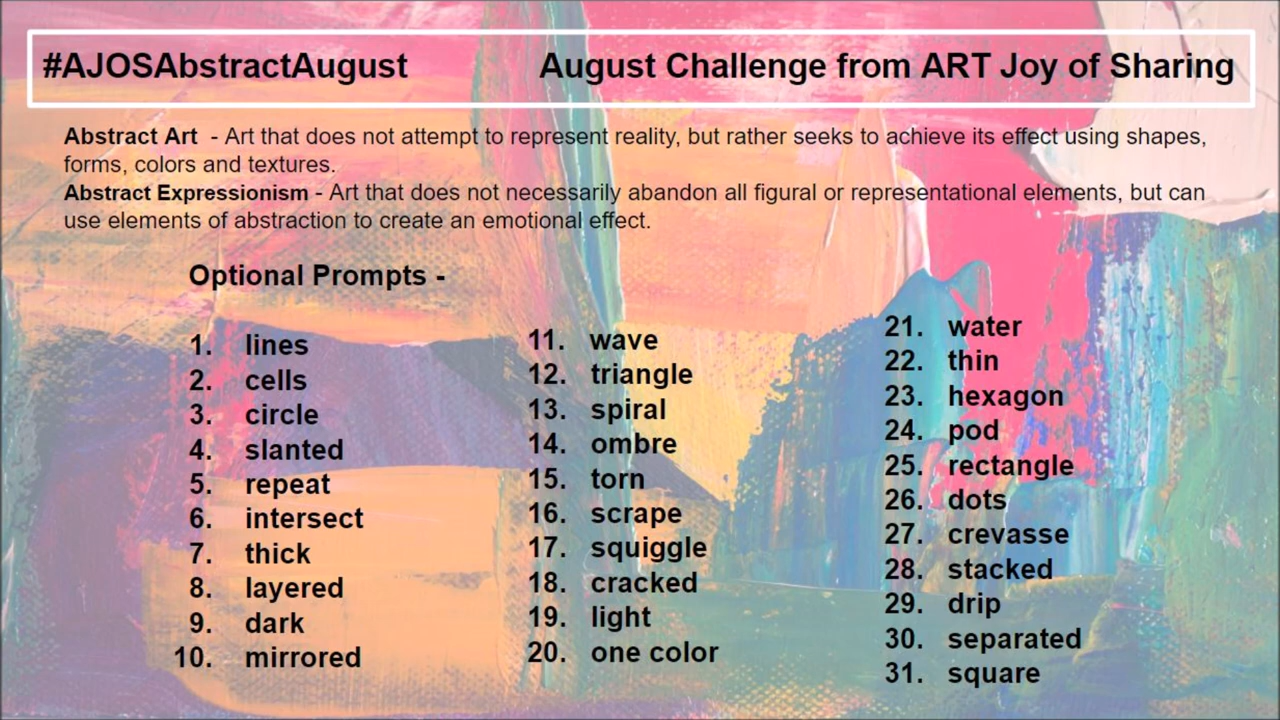 #AJOSAbstractAugust August Challenge from ART Joy of Sharing
Abstract Art - Art that does not attempt to represent reality, but rather seeks to achieve its effect using shapes,
forms, colors and textures.
Abstract Expressionism - Art that does not necessarily abandon all figural or representational elements, but can
use elements of abstraction to create an emotional effect.
Optional Prompts -
1. lines
2. cells
3. circle
4. slanted
5. repeat
6. intersect
7. thick
8. layered
9. dark
10. mirrored
11. wave
12. triangle
13. spiral
14. ombre
15. torn
16. scrape
17. squiggle
18. cracked
19. light
20. one color
21. water
22. thin
23. hexagon
24. pod
25. rectangle
26. dots
27. crevasse
28. stacked
29. drip
30. separated
31. square